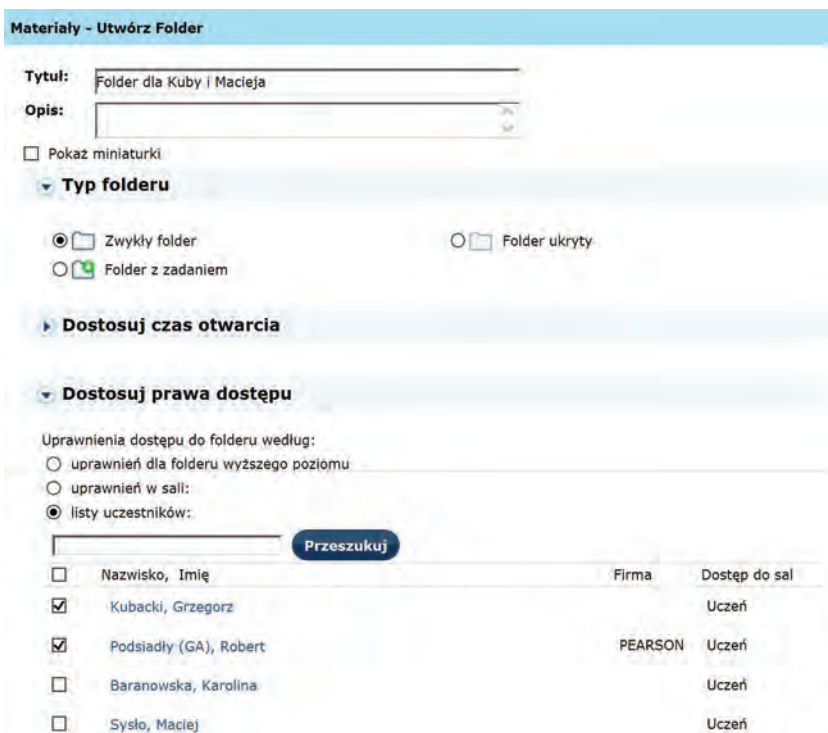 Materiały - Utwórz Folder
Tytuł: Folder dla Kuby i Macieja
Opis:
Pokaż miniaturki
Typ folderu
Zwykły folder Folder ukryty
Folder z zadaniem
Dostosuj czas otwarcia
Dostosuj prawa dostępu
Uprawnienia dostępu do folderu według:
uprawnień dla folderu wyższego poziomu
uprawnień w sali:
listy uczestników:
Przeszukuj
Nazwisko, Imię Firma Dostęp do sal
Kubacki, Grzegorz Uczeń
Podsiadły (GA), Robert PEARSON Uczeń
Baranowska, Karolina Uczeń
Sysło, Maciej Uczeń